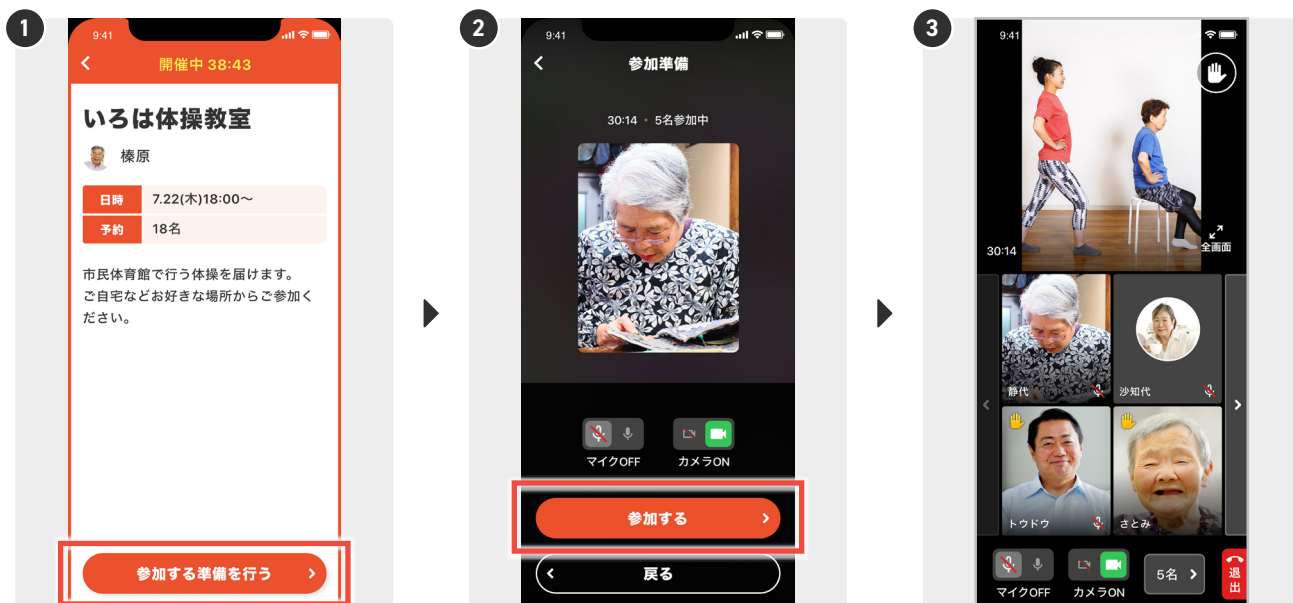 1
9:41
開催中 38:43
いろは体操教室
榛原
日時 7.22(木)18:00〜
予約 18名
市民体育館で行う体操を届けます。
ご自宅などお好きな場所からご参加く
ださい。
参加する準備を行う
2
9:41
参加準備
30:14・5名参加中
マイクOFF カメラON
参加する
戻る
3
9:41
30:14
全画面
静代
沙知代
トウドウ
さとみ
マイクOFF カメラON
5名
退出